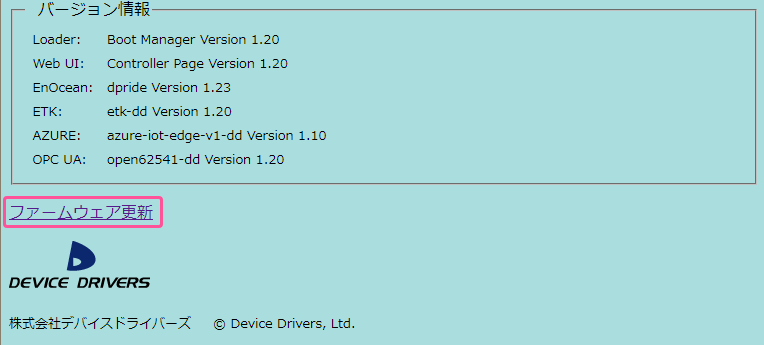 バージョン情報
Loader: Boot Manager Version 1.20
Web UI: Controller Page Version 1.20
EnOcean: dpride Version 1.23
ETK: etk-dd Version 1.20
AZURE: azure-iot-edge-v1-dd Version 1.10
OPC UA: open62541-dd Version 1.20
ファームウェア更新
DEVICE DRIVERS
株式会社デバイスドライバーズ © Device Drivers, Ltd.